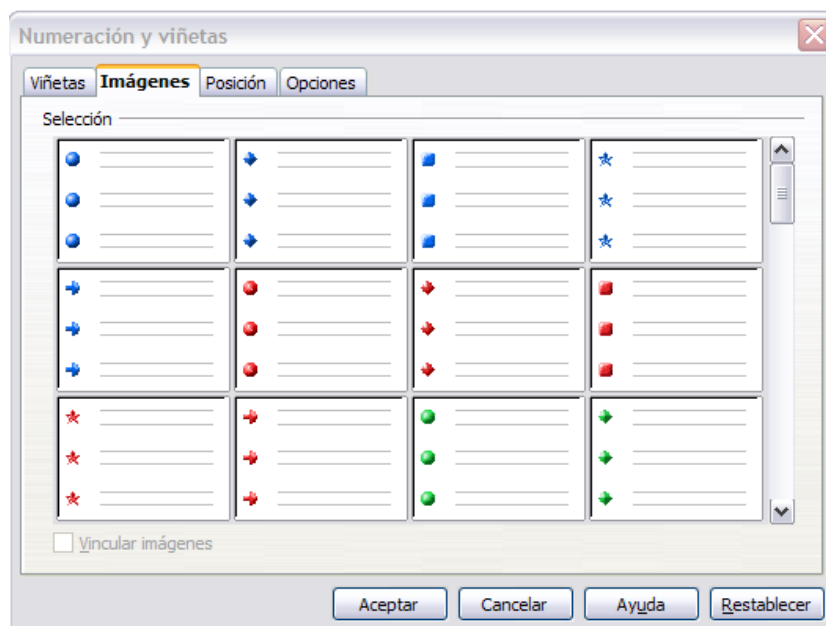 Numeración y viñetas
Viñetas Imágenes Posición Opciones
Selección
Vincular imágenes
Aceptar Cancelar Ayuda Restablecer